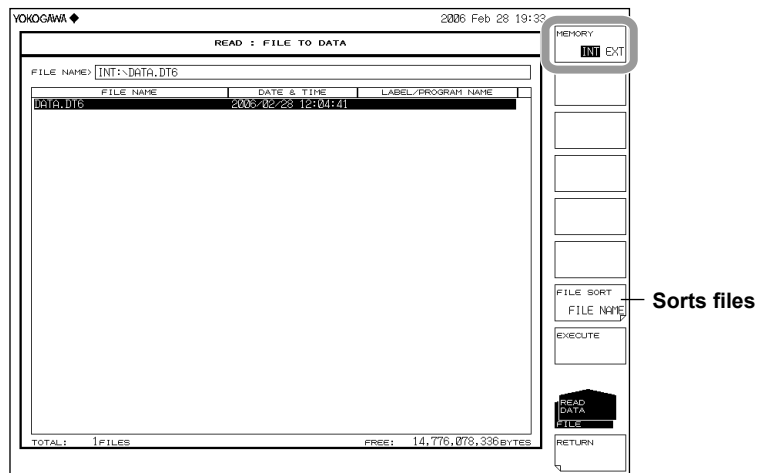 YOKOGAWA
2006 Feb 28 19:33
READ : FILE TO DATA
FILE NAME> INT:\DATA.DT6
FILE NAME DATE & TIME LABEL/PROGRAM NAME
DATA.DT6 2006/02/28 12:04:41
TOTAL: 1FILES FREE: 14,776,078,336BYTES
MEMORY
INT EXT
FILE SORT
FILE NAME
Sorts files
EXECUTE
READ
DATA
FILE
RETURN